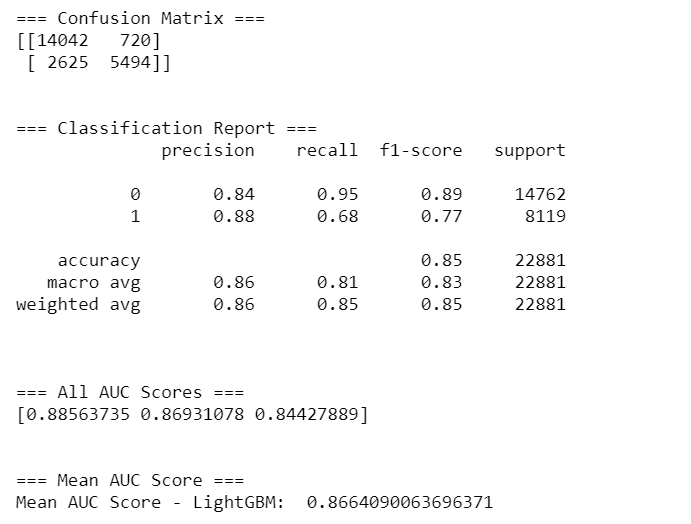 === Confusion Matrix ===
[[14042   720]
 [ 2625  5494]]
=== Classification Report ===
              precision    recall  f1-score   support
           0       0.84      0.95      0.89     14762
           1       0.88      0.68      0.77      8119
    accuracy                           0.85     22881
   macro avg       0.86      0.81      0.83     22881
weighted avg       0.86      0.85      0.85     22881
=== All AUC Scores ===
[0.88563735 0.86931078 0.84427889]
=== Mean AUC Score ===
Mean AUC Score - LightGBM:  0.8664090063696371